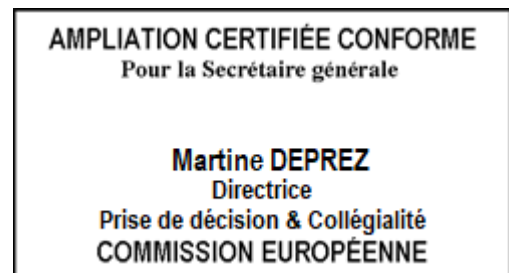 AMPLIATION CERTIFIÉE CONFORME
Pour la Secrétaire générale
Martine DEPREZ
Directrice
Prise de décision & Collégialité
COMMISSION EUROPÉENNE